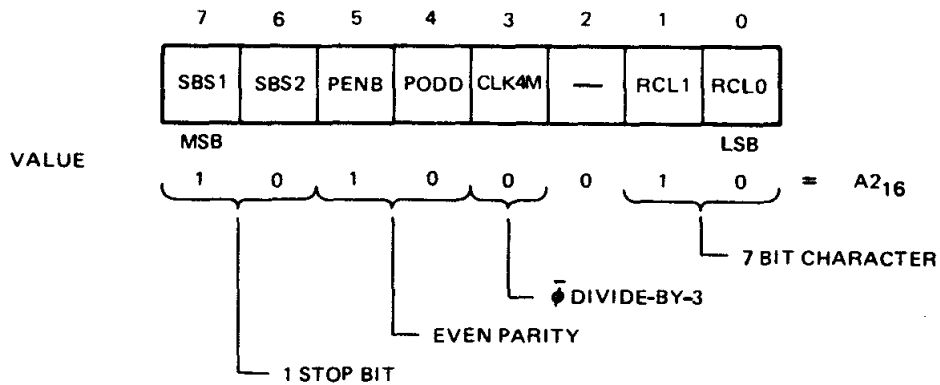 7 6 5 4 3 2 1 0
SBS1 SBS2 PENB PODD CLK4M — RCL1 RCL0
MSB LSB
VALUE
1 0 1 0 0 0 1 0 = A2₁₆
7 BIT CHARACTER
ϕ̄ DIVIDE-BY-3
EVEN PARITY
1 STOP BIT